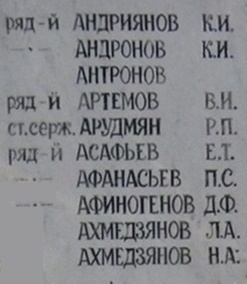 ряд-й АНДРИЯНОВ К.И.
—·— АНДРОНОВ К.И.
АНТРОНОВ
ряд-й АРТЕМОВ В.И.
ст.серж. АРУДМЯН Р.П.
ряд-й АСАФЬЕВ Е.Т.
—·— АФАНАСЬЕВ П.С.
—·— АФИНОГЕНОВ Д.Ф.
АХМЕДЗЯНОВ Л.А.
АХМЕДЗЯНОВ Н.А.